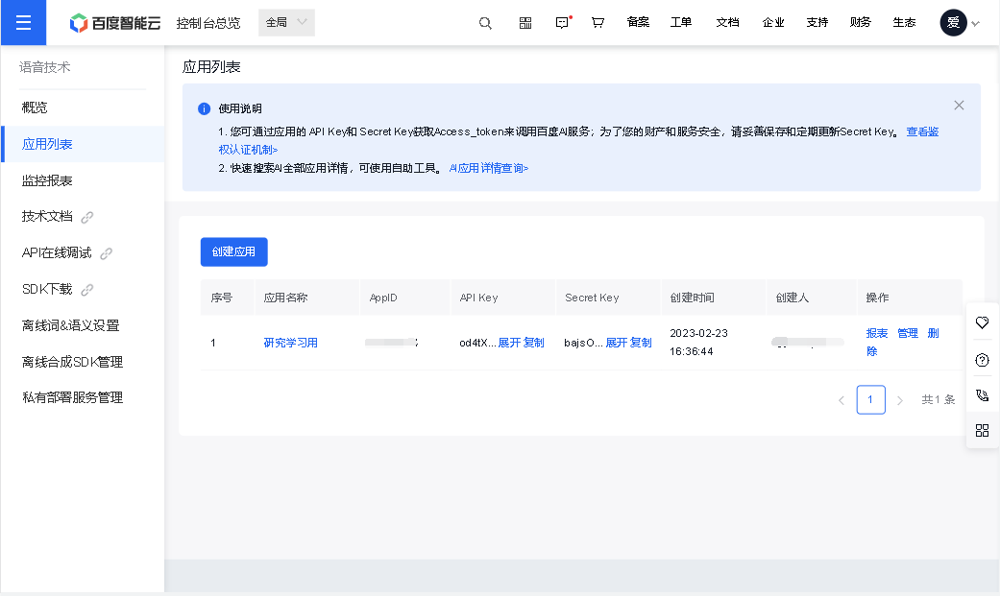 百度智能云 控制台总览 全局 备案 工单 文档 企业 支持 财务 生态 爱
语音技术
概览
应用列表
监控报表
技术文档
API在线调试
SDK下载
离线词&语义设置
离线合成SDK管理
私有部署服务管理
应用列表
使用说明
1. 您可通过应用的 API Key和 Secret Key获取Access_token来调用百度AI服务；为了您的财产和服务安全，请妥善保存和定期更新Secret Key。 查看鉴
权认证机制>
2. 快速搜索AI全部应用详情，可使用自助工具。 AI应用详情查询>
创建应用
序号 应用名称 AppID API Key Secret Key 创建时间 创建人 操作
1 研究学习用 od4tX... 展开 复制 bajsO... 展开 复制 2023-02-23 报表 管理 删
16:36:44 除
1 共 1 条